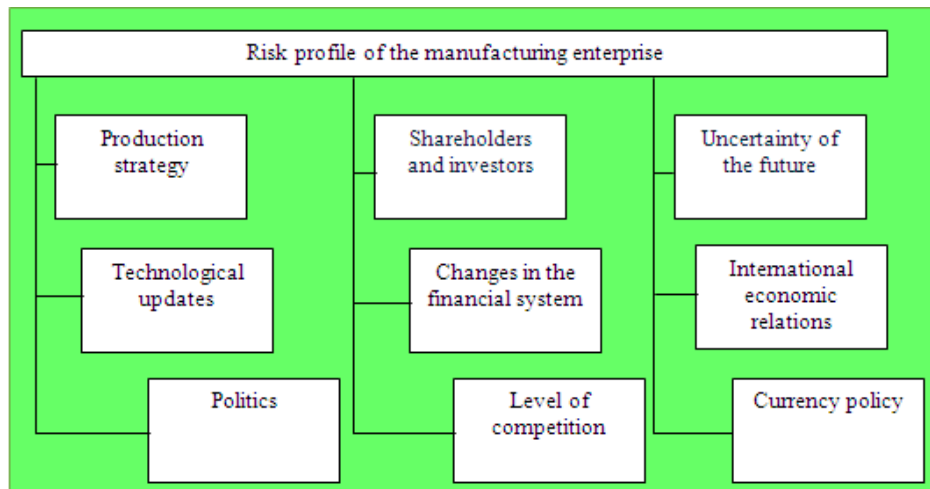 Risk profile of the manufacturing enterprise
Production
strategy
Shareholders
and investors
Uncertainty of
the future
Technological
updates
Changes in the
financial system
International
economic
relations
Politics
Level of
competition
Currency policy